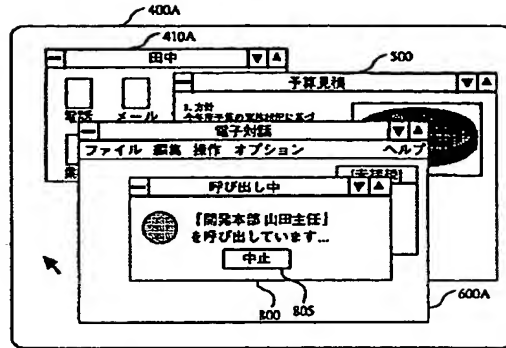 400A
410A
田中
500
予算見積
電話 メール
1. 方針
電子対話
ファイル 編集 操作 オプション ヘルプ
呼び出し中
『開発本部 山田主任』
を呼び出しています...
中止
800
805
600A